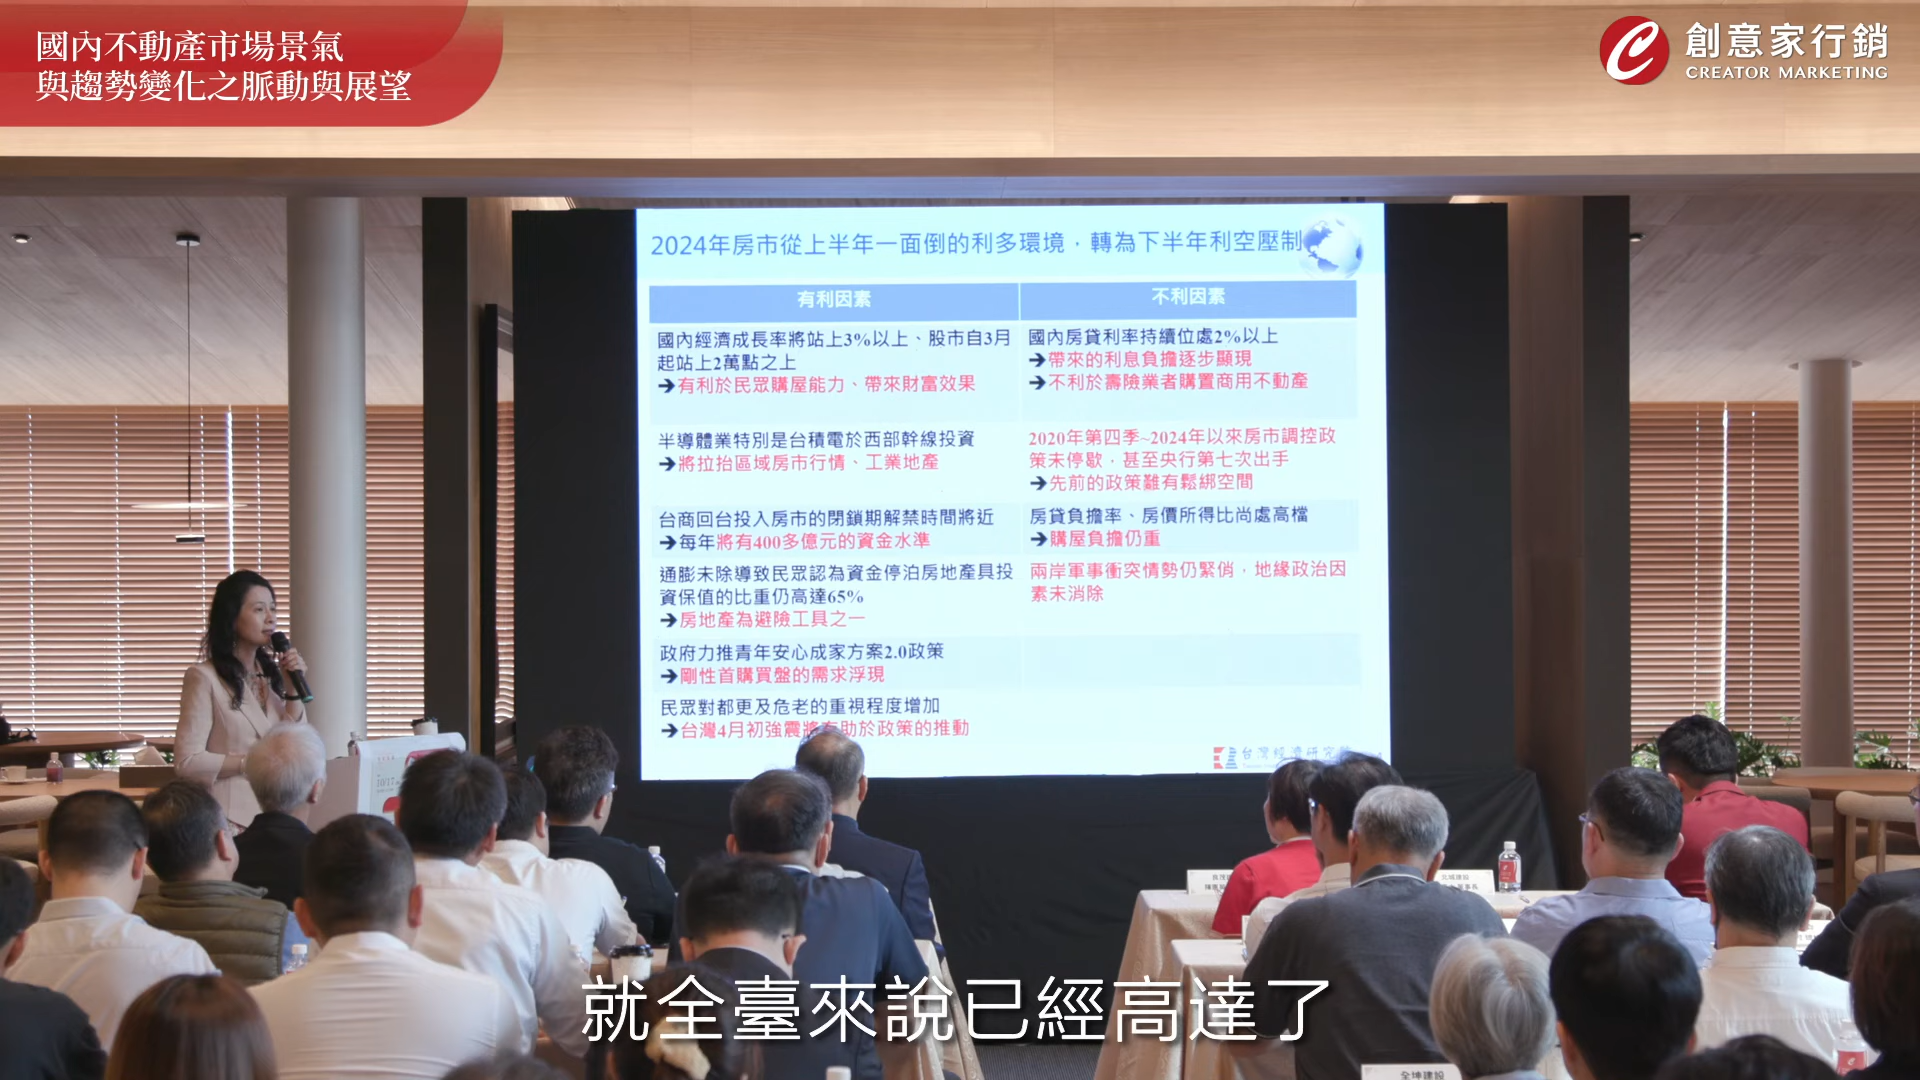 國內不動產市場景氣
與趨勢變化之脈動與展望
創意家行銷
CREATOR MARKETING
2024年房市從上半年一面倒的利多環境，轉為下半年利空壓制
有利因素
不利因素
國內經濟成長率將站上3%以上、股市自3月
起站上2萬點之上
➔有利於民眾購屋能力、帶來財富效果
國內房貸利率持續位處2%以上
➔帶來的利息負擔逐步顯現
➔不利於壽險業者購置商用不動產
半導體業特別是台積電於西部幹線投資
➔將拉抬區域房市行情、工業地產
2020年第四季~2024年以來房市調控政
策未停歇，甚至央行第七次出手
➔先前的政策難有鬆綁空間
台商回台投入房市的閉鎖期解禁時間將近
➔每年將有400多億元的資金水準
房貸負擔率、房價所得比尚處高檔
➔購屋負擔仍重
通膨未除導致民眾認為資金停泊房地產具投
資保值的比重仍高達65%
➔房地產為避險工具之一
兩岸軍事衝突情勢仍緊俏，地緣政治因
素未消除
政府力推青年安心成家方案2.0政策
➔剛性首購買盤的需求浮現
民眾對都更及危老的重視程度增加
➔台灣4月初強震將有助於政策的推動
台灣經濟研究
10/17
就全臺來說已經高達了
全坤建設